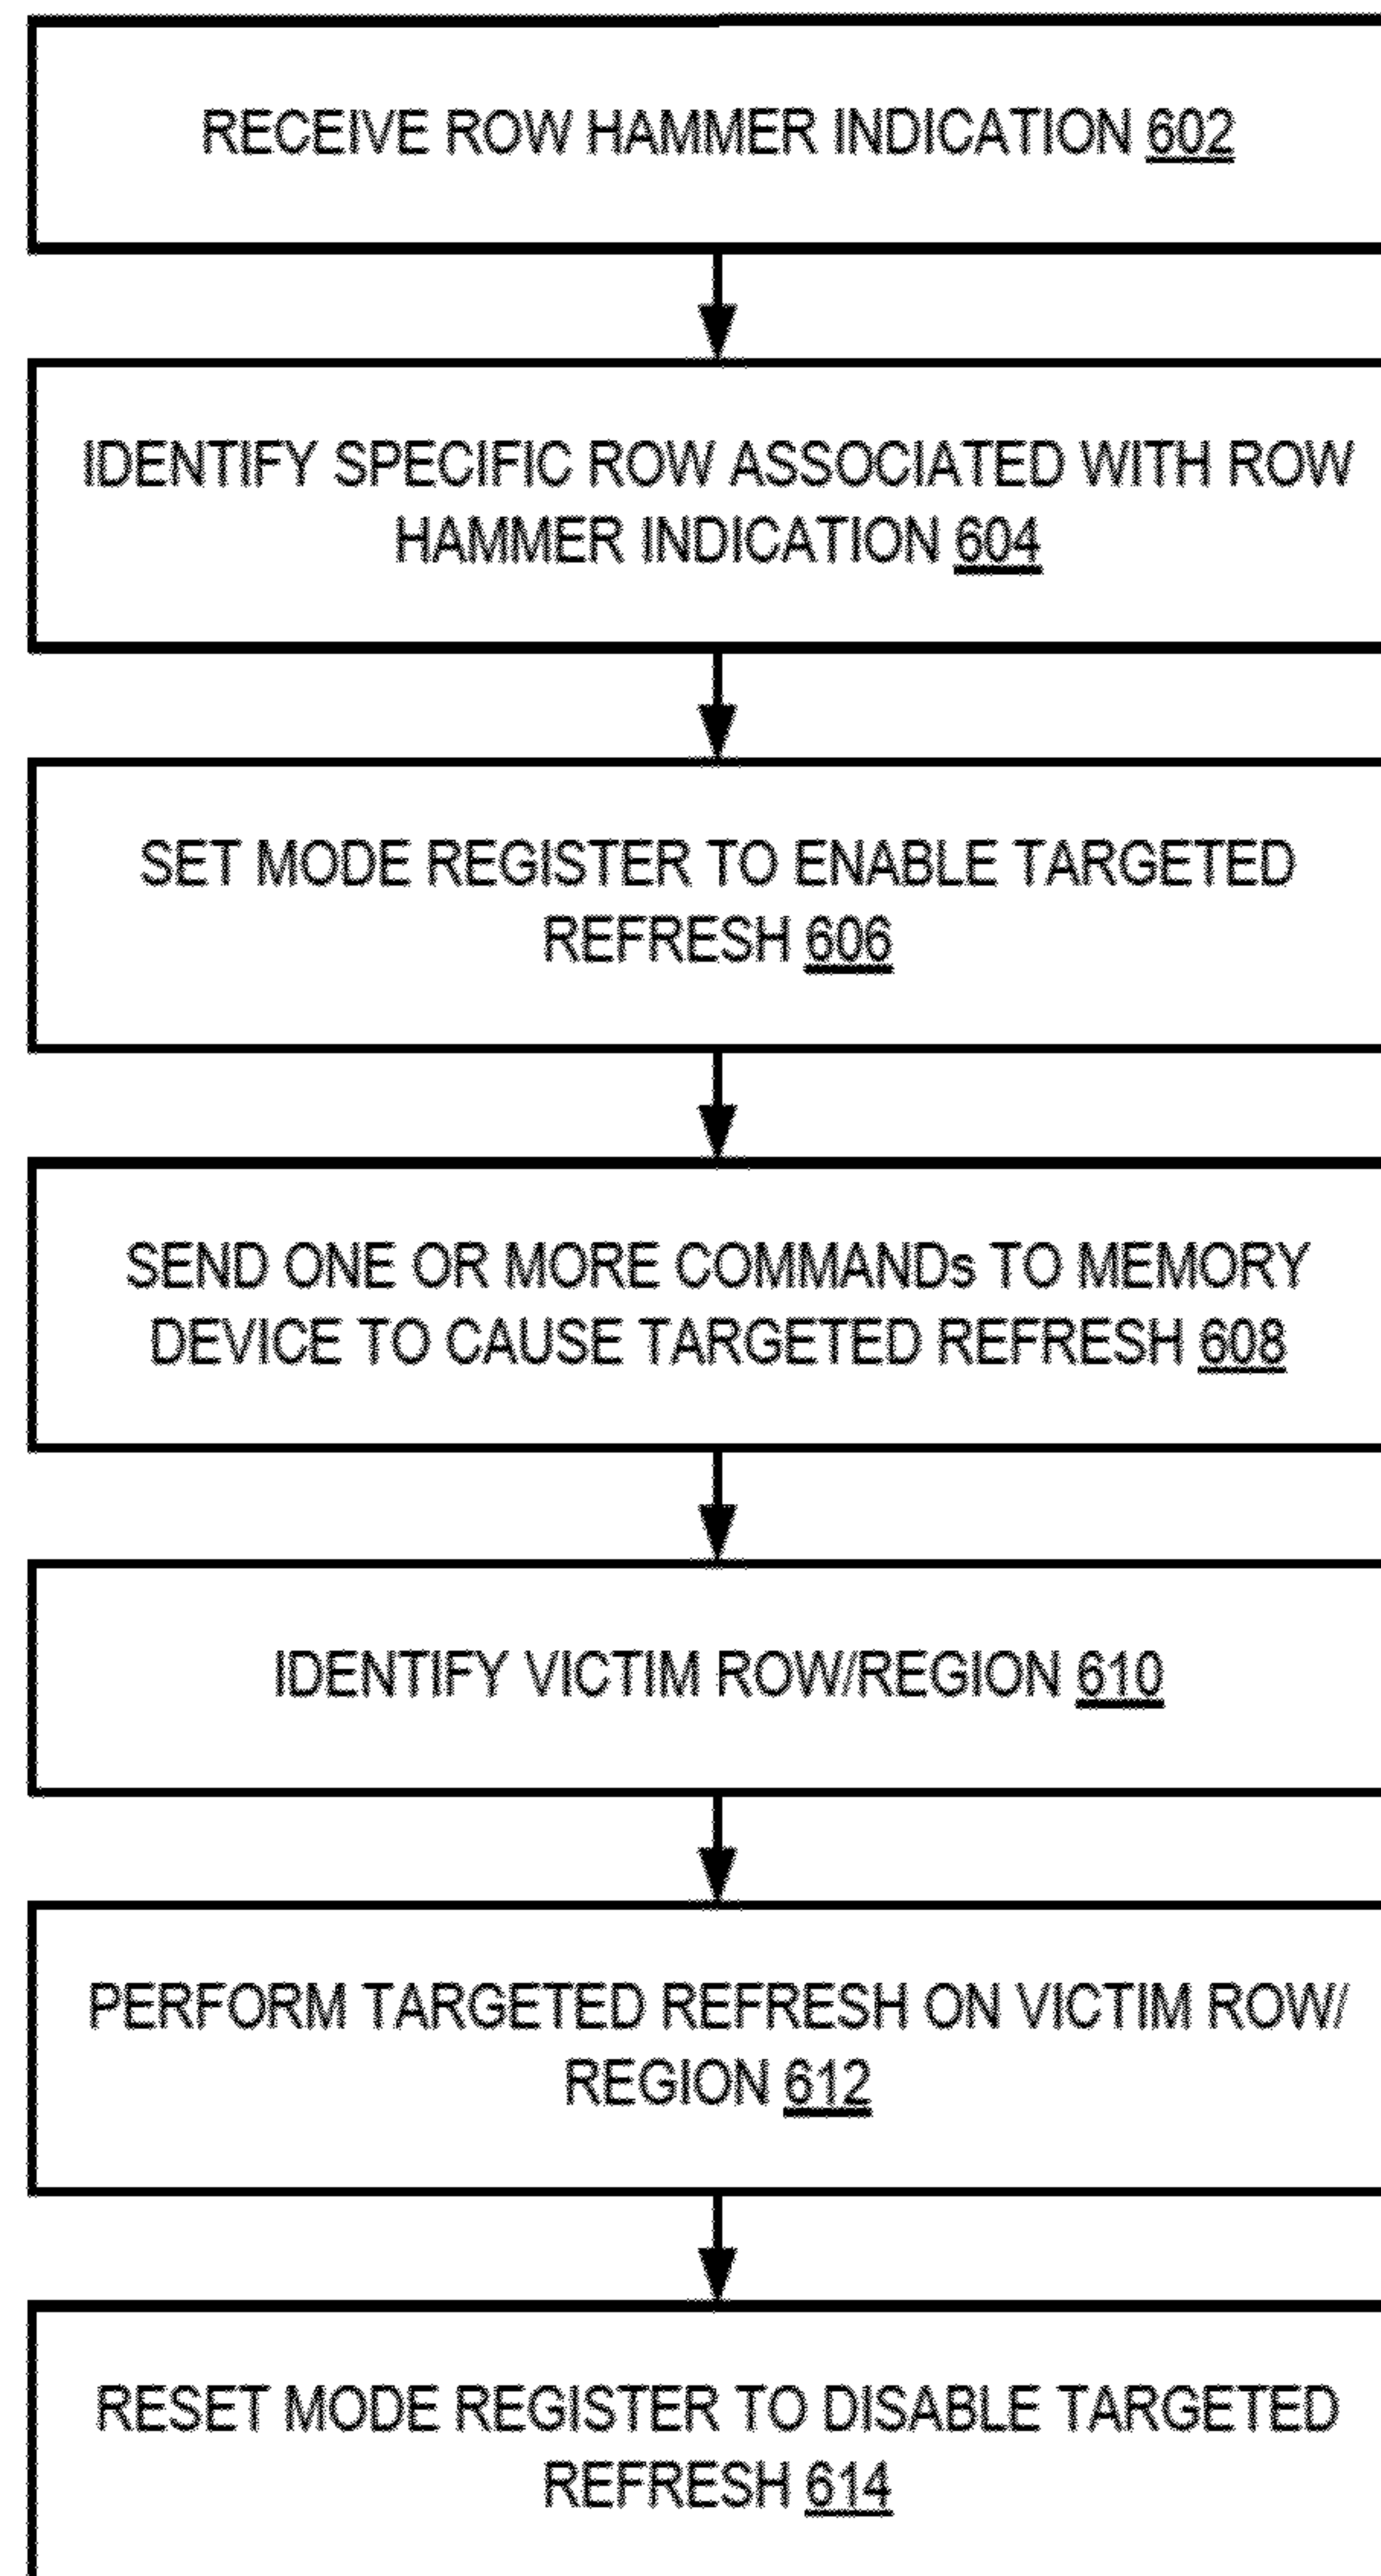 RECEIVE ROW HAMMER INDICATION 602
IDENTIFY SPECIFIC ROW ASSOCIATED WITH ROW
HAMMER INDICATION 604
SET MODE REGISTER TO ENABLE TARGETED
REFRESH 606
SEND ONE OR MORE COMMANDs TO MEMORY
DEVICE TO CAUSE TARGETED REFRESH 608
IDENTIFY VICTIM ROW/REGION 610
PERFORM TARGETED REFRESH ON VICTIM ROW/
REGION 612
RESET MODE REGISTER TO DISABLE TARGETED
REFRESH 614